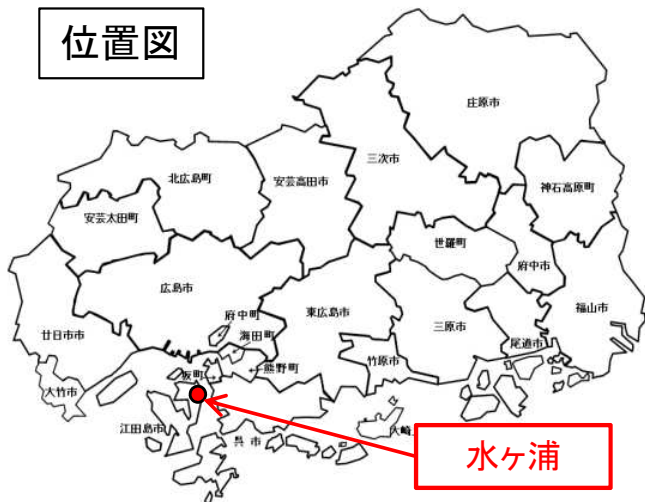 位置図
庄原市
三次市
北広島町
安芸高田市
神石高原町
安芸太田町
世羅町
府中市
広島市
福山市
府中町
東広島市
三原市
廿日市市
海田町
尾道市
竹原市
熊野町
坂町
大竹市
江田島市
呉市
大崎
水ヶ浦